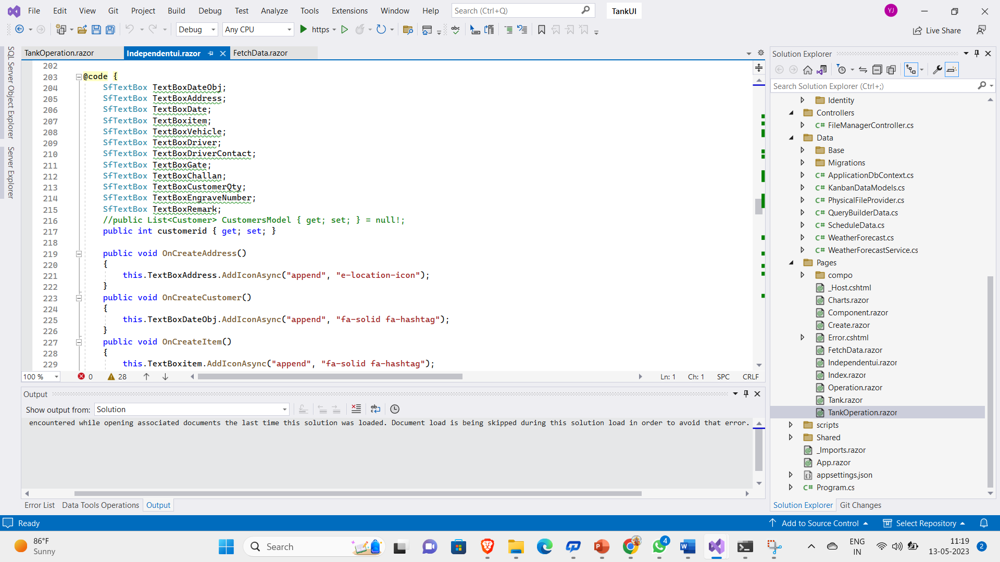 File Edit View Git Project Build Debug Test Analyze Tools Extensions Window Help Search (Ctrl+Q) TankUI YJ
Debug Any CPU https Live Share
SQL Server Object Explorer
Server Explorer
TankOperation.razor Independentui.razor FetchData.razor
202
203 @code {
204 SfTextBox TextBoxDateObj;
205 SfTextBox TextBoxAddress;
206 SfTextBox TextBoxDate;
207 SfTextBox TextBoxitem;
208 SfTextBox TextBoxVehicle;
209 SfTextBox TextBoxDriver;
210 SfTextBox TextBoxDriverContact;
211 SfTextBox TextBoxGate;
212 SfTextBox TextBoxChallan;
213 SfTextBox TextBoxCustomerQty;
214 SfTextBox TextBoxEngraveNumber;
215 SfTextBox TextBoxRemark;
216 //public List<Customer> CustomersModel { get; set; } = null!;
217 public int customerid { get; set; }
218
219 public void OnCreateAddress()
220 {
221 this.TextBoxAddress.AddIconAsync("append", "e-location-icon");
222 }
223 public void OnCreateCustomer()
224 {
225 this.TextBoxDateObj.AddIconAsync("append", "fa-solid fa-hashtag");
226 }
227 public void OnCreateItem()
228 {
229 this.TextBoxitem.AddIconAsync("append", "fa-solid fa-hashtag");
100 % 0 28 Ln: 1 Ch: 1 SPC CRLF
Output
Show output from: Solution
encountered while opening associated documents the last time this solution was loaded. Document load is being skipped during this solution load in order to avoid that error.
Error List Data Tools Operations Output
Solution Explorer
Search Solution Explorer (Ctrl+;)
Identity
Controllers
C# FileManagerController.cs
Data
Base
Migrations
C# ApplicationDbContext.cs
C# KanbanDataModels.cs
C# PhysicalFileProvider.cs
C# QueryBuilderData.cs
C# ScheduleData.cs
C# WeatherForecast.cs
C# WeatherForecastService.cs
Pages
compo
_Host.cshtml
Charts.razor
Component.razor
Create.razor
Error.cshtml
FetchData.razor
Independentui.razor
Index.razor
Operation.razor
Tank.razor
TankOperation.razor
scripts
Shared
_Imports.razor
App.razor
appsettings.json
C# Program.cs
Solution Explorer Git Changes
Ready Add to Source Control Select Repository
86°F
Sunny
Search
4
ENG
IN
11:19
13-05-2023
2